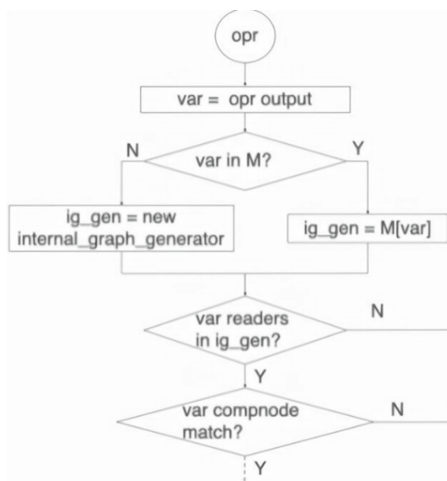 opr
var = opr output
N
Y
var in M?
ig_gen = new
internal_graph_generator
ig_gen = M[var]
var readers
in ig_gen?
N
Y
var compnode
match?
N
Y